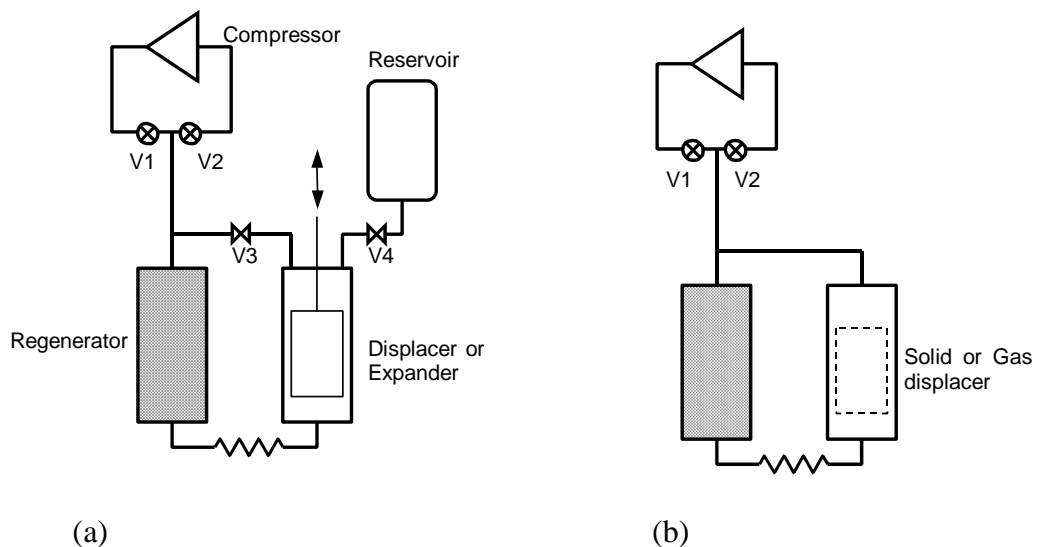 Compressor
Reservoir
V1
V2
V3
V4
Regenerator
Displacer or
Expander
V1
V2
Solid or Gas
displacer
(a)
(b)